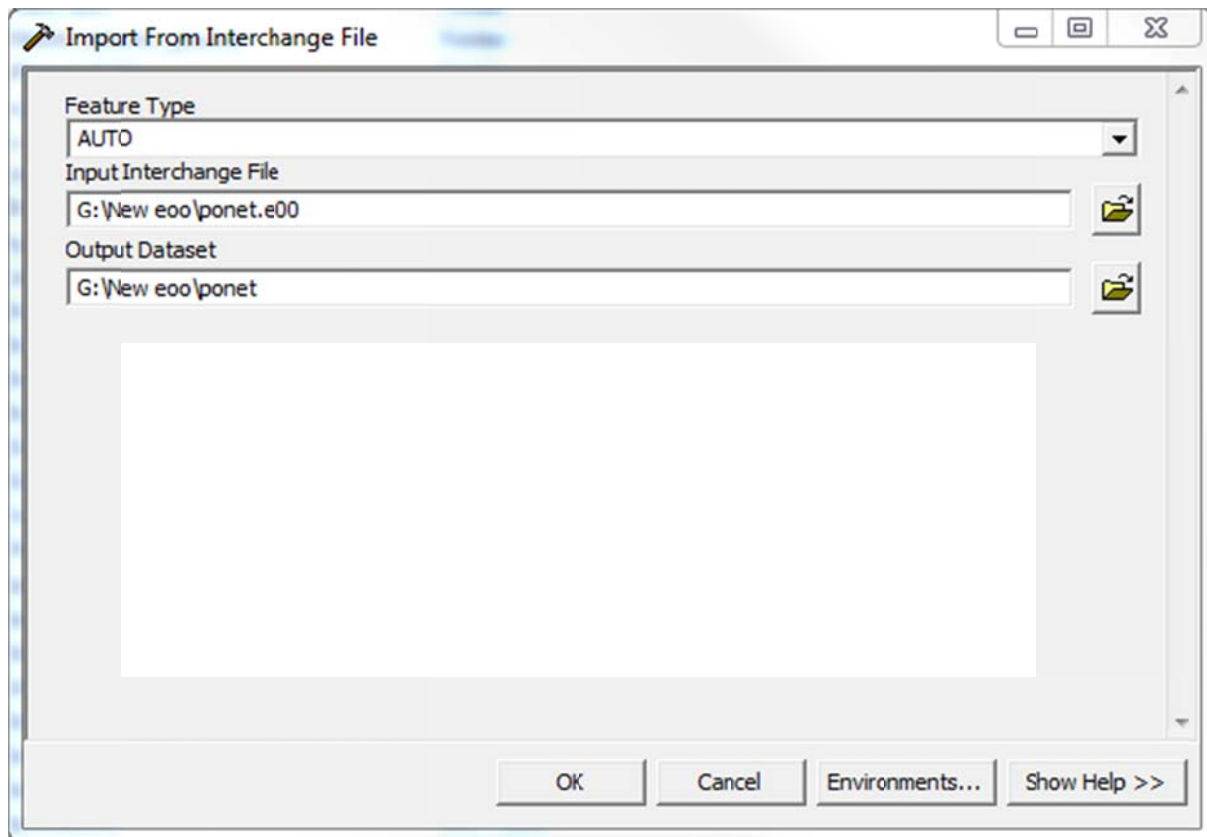 Import From Interchange File
Feature Type
AUTO
Input Interchange File
G:\New eoo\ponet.e00
Output Dataset
G:\New eoo\ponet
OK
Cancel
Environments...
Show Help >>